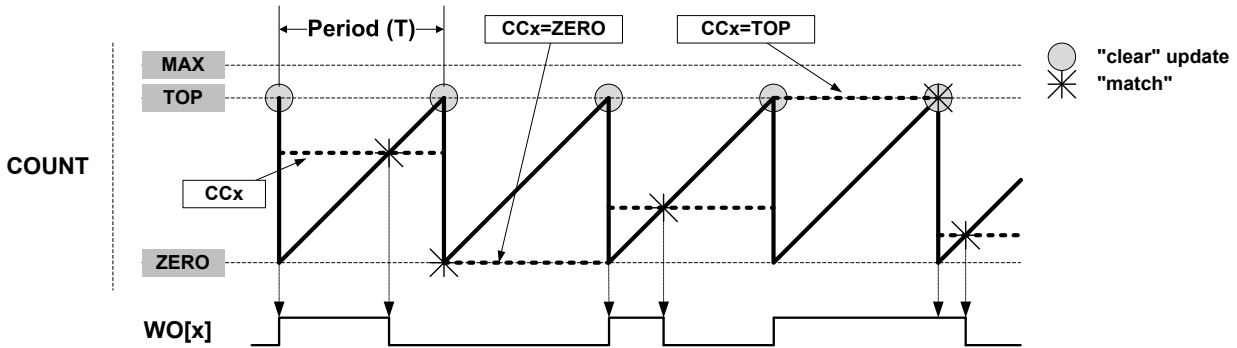 Period (T)
CCx=ZERO
CCx=TOP
"clear" update
MAX
"match"
TOP
COUNT
CCx
ZERO
WO[x]